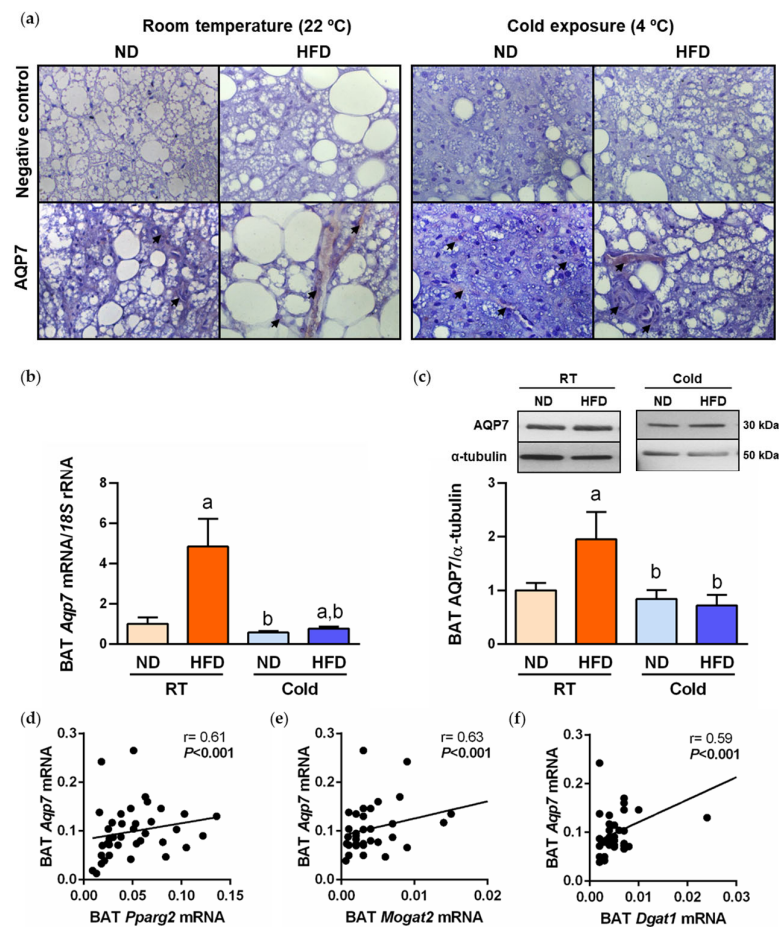 (a)
Room temperature (22 ºC) Cold exposure (4 ºC)
ND HFD ND HFD
Negative control
AQP7
(b)
BAT Aqp7 mRNA/18S rRNA
8
6
4
2
0
a
b
a,b
ND HFD ND HFD
RT Cold
(c)
RT Cold
ND HFD ND HFD
AQP7 30 kDa
α-tubulin 50 kDa
BAT AQP7/α-tubulin
3
2
1
0
a
b
b
ND HFD ND HFD
RT Cold
(d)
BAT Aqp7 mRNA
0.3
0.2
0.1
0.0
r= 0.61
P<0.001
0.00 0.05 0.10 0.15
BAT Pparg2 mRNA
(e)
BAT Aqp7 mRNA
0.3
0.2
0.1
0.0
r= 0.63
P<0.001
0.00 0.01 0.02
BAT Mogat2 mRNA
(f)
BAT Aqp7 mRNA
0.3
0.2
0.1
0.0
r= 0.59
P<0.001
0.00 0.01 0.02 0.03
BAT Dgat1 mRNA